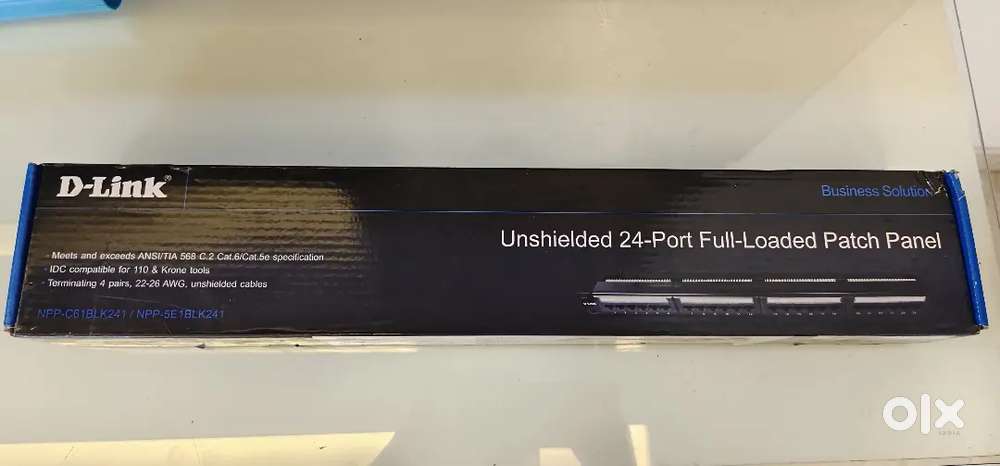 D-Link®
Business Solution
Unshielded 24-Port Full-Loaded Patch Panel
· Meets and exceeds ANSI/TIA 568 C.2 Cat.6/Cat.5e specification
· IDC compatible for 110 & Krone tools
· Terminating 4 pairs, 22-26 AWG, unshielded cables
NPP-C61BLK241 / NPP-5E1BLK241
olx
INDIA